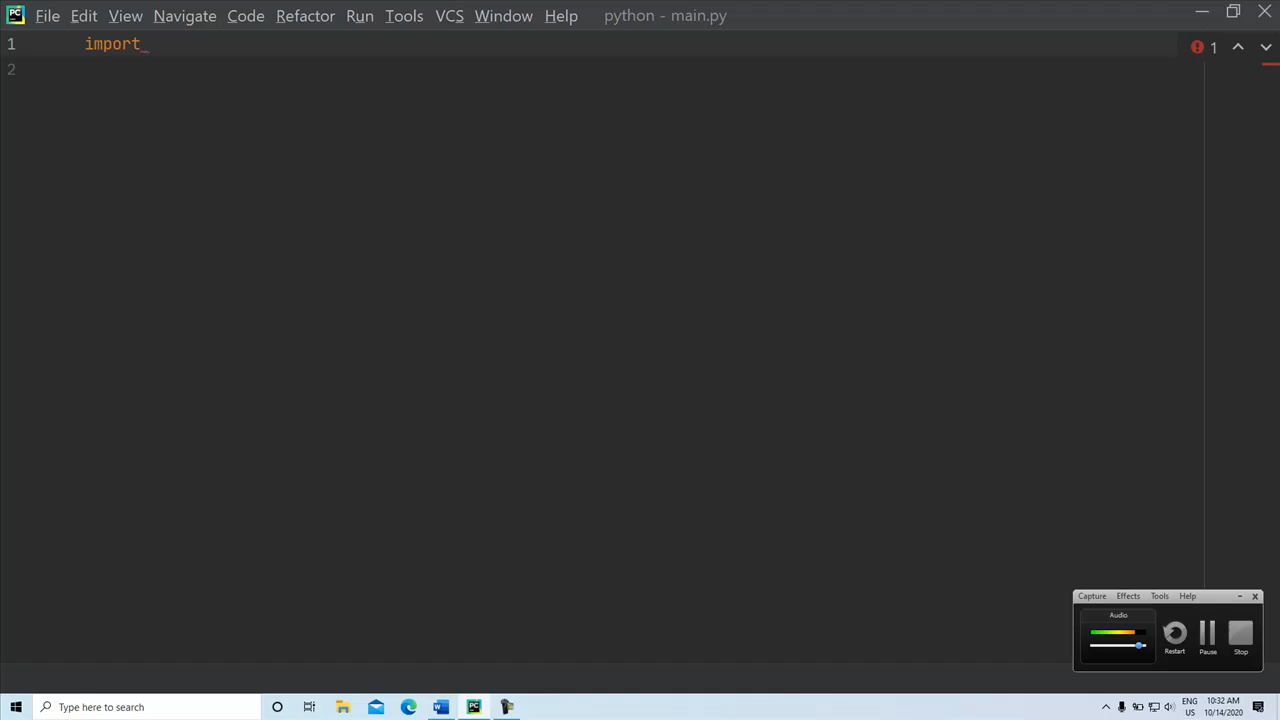 PC File Edit View Navigate Code Refactor Run Tools VCS Window Help python - main.py
1 import 1
2
Capture Effects Tools Help
Audio
Restart Pause Stop
Type here to search
ENG 10:32 AM
US 10/14/2020